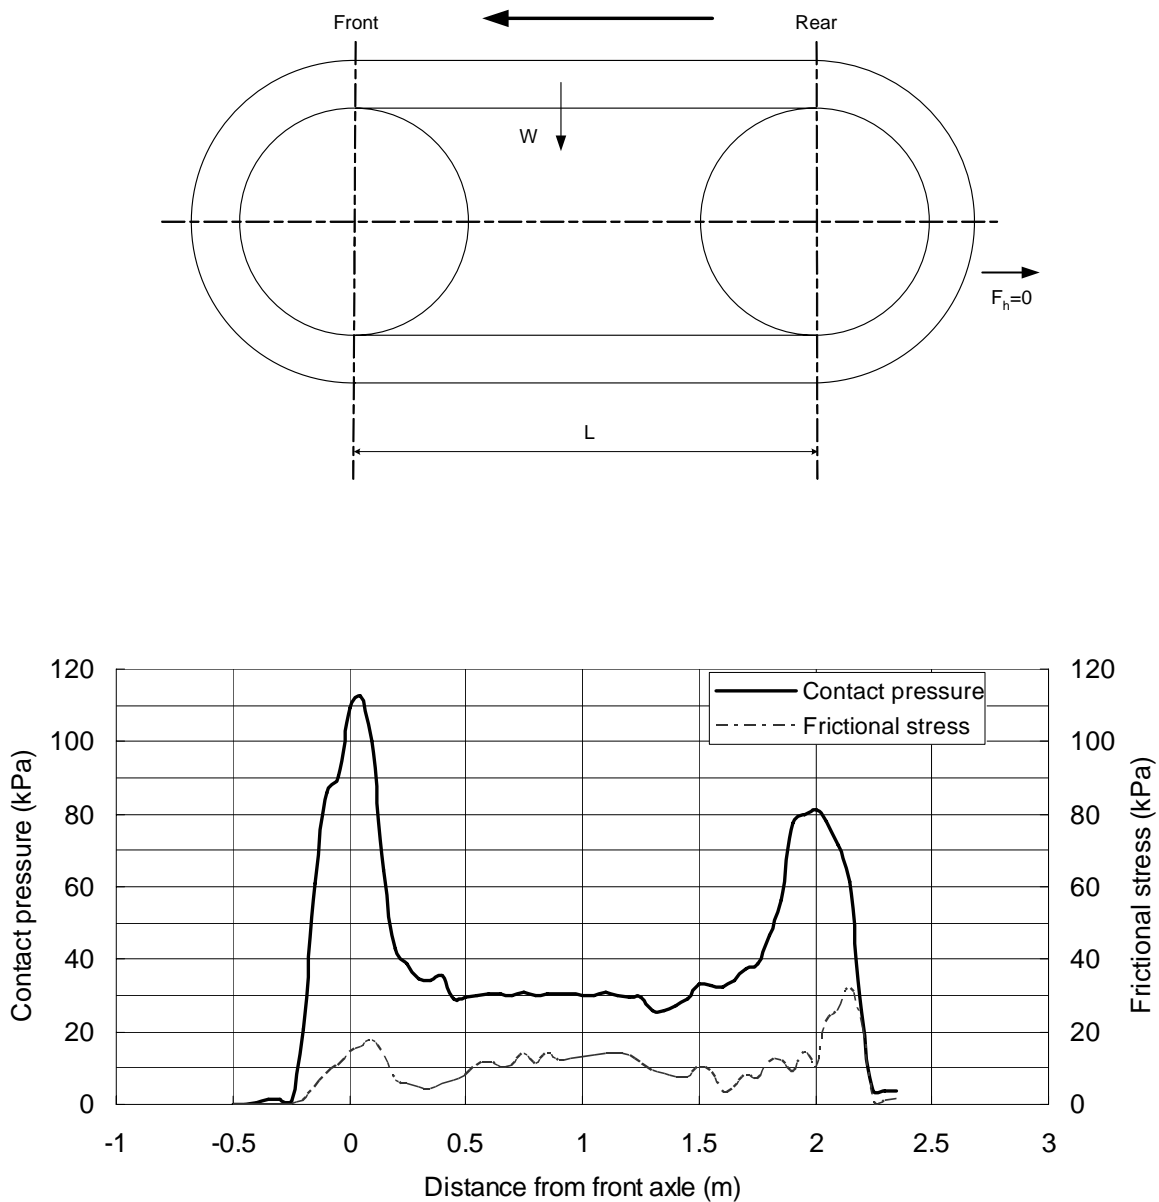 Front
Rear
W
Fh=0
L
Contact pressure
Frictional stress
120
100
80
60
40
20
0
Contact pressure (kPa)
120
100
80
60
40
20
0
Frictional stress (kPa)
-1
-0.5
0
0.5
1
1.5
2
2.5
3
Distance from front axle (m)